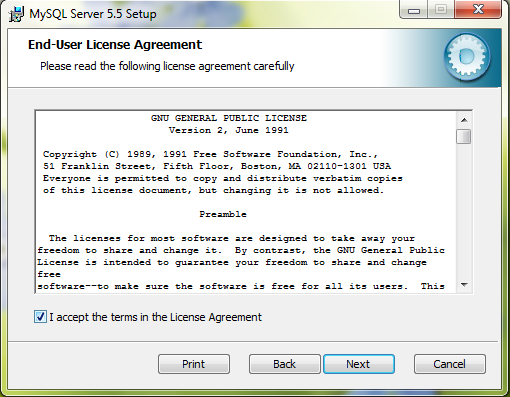 MySQL Server 5.5 Setup
End-User License Agreement
Please read the following license agreement carefully
GNU GENERAL PUBLIC LICENSE
Version 2, June 1991
Copyright (C) 1989, 1991 Free Software Foundation, Inc.,
51 Franklin Street, Fifth Floor, Boston, MA 02110-1301 USA
Everyone is permitted to copy and distribute verbatim copies
of this license document, but changing it is not allowed.
Preamble
The licenses for most software are designed to take away your
freedom to share and change it.  By contrast, the GNU General Public
License is intended to guarantee your freedom to share and change
free
software--to make sure the software is free for all its users.  This
I accept the terms in the License Agreement
Print Back Next Cancel